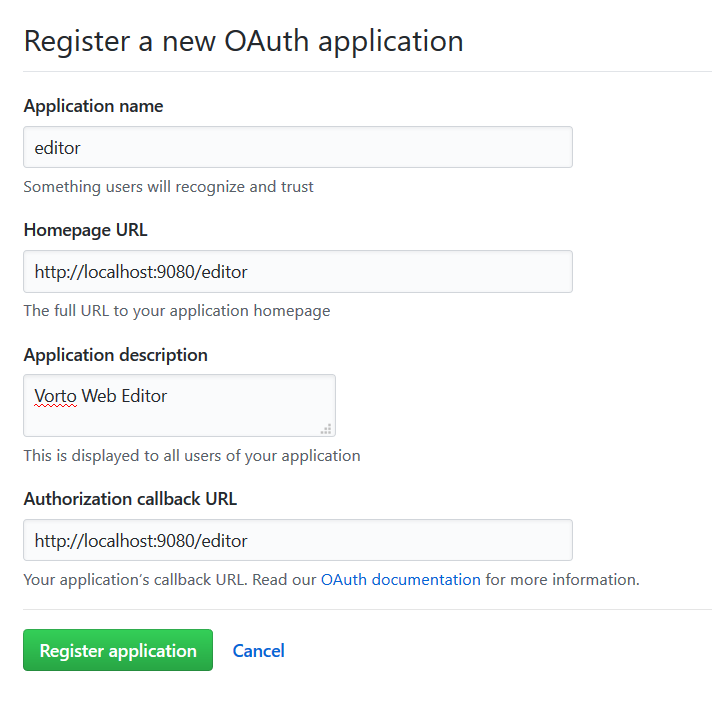 Register a new OAuth application
Application name
editor
Something users will recognize and trust
Homepage URL
http://localhost:9080/editor
The full URL to your application homepage
Application description
Vorto Web Editor
This is displayed to all users of your application
Authorization callback URL
http://localhost:9080/editor
Your application's callback URL. Read our OAuth documentation for more information.
Register application Cancel